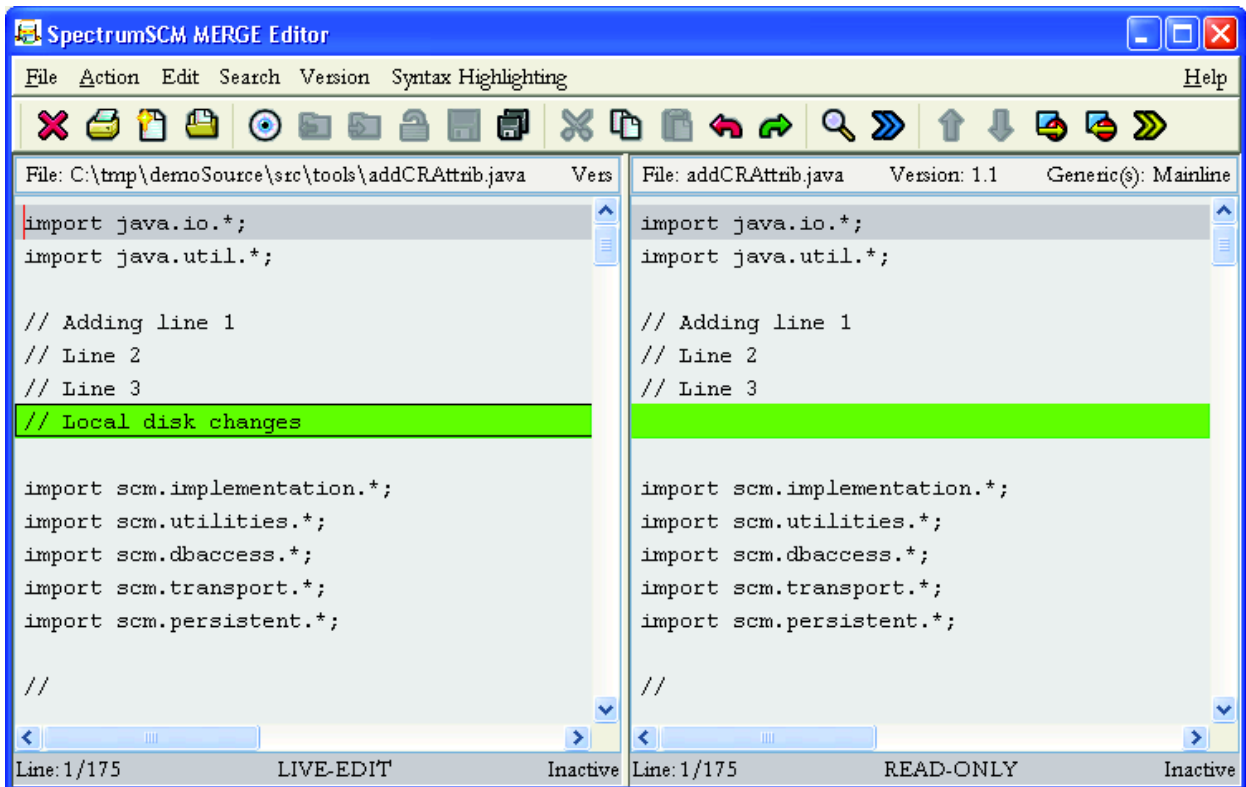 SpectrumSCM MERGE Editor
File Action Edit Search Version Syntax Highlighting Help
File: C:\tmp\demoSource\src\tools\addCRAttrib.java Vers
import java.io.*;
import java.util.*;
// Adding line 1
// Line 2
// Line 3
// Local disk changes
import scm.implementation.*;
import scm.utilities.*;
import scm.dbaccess.*;
import scm.transport.*;
import scm.persistent.*;
//
Line: 1/175 LIVE-EDIT Inactive
File: addCRAttrib.java Version: 1.1 Generic(s): Mainline
import java.io.*;
import java.util.*;
// Adding line 1
// Line 2
// Line 3
import scm.implementation.*;
import scm.utilities.*;
import scm.dbaccess.*;
import scm.transport.*;
import scm.persistent.*;
//
Line: 1/175 READ-ONLY Inactive